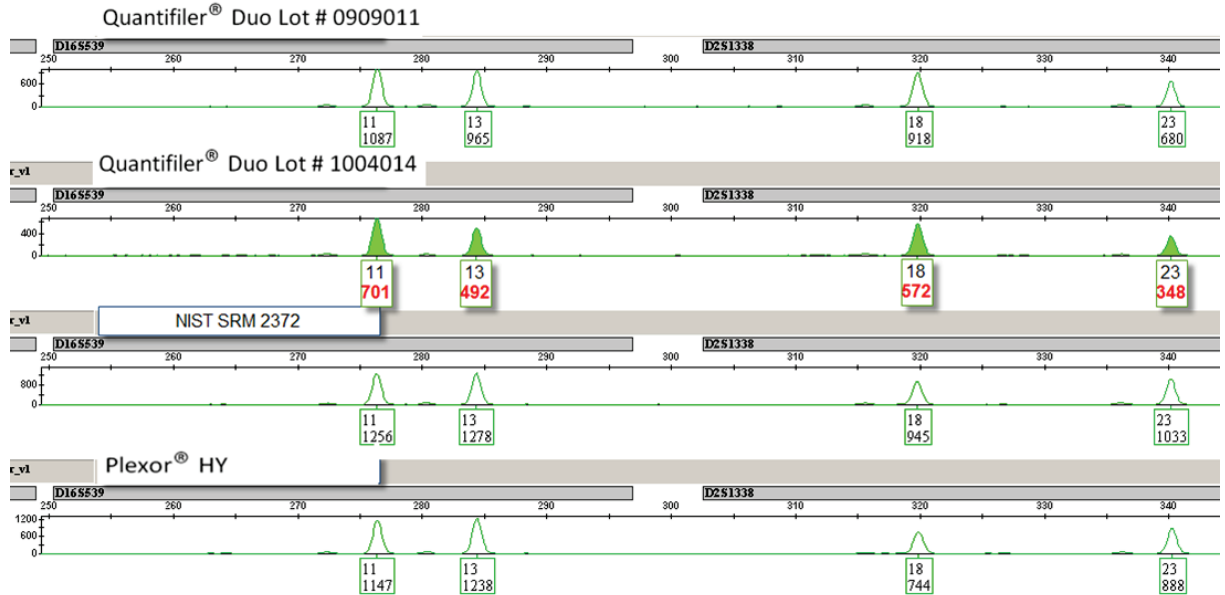 Quantifiler® Duo Lot # 0909011
D16S539 D2S1338
250 260 270 280 290 300 310 320 330 340
600
0
11 13 18 23
1087 965 918 680
Quantifiler® Duo Lot # 1004014
r_v1
D16S539 D2S1338
250 260 270 280 290 300 310 320 330 340
400
0
11 13 18 23
701 492 572 348
r_v1 NIST SRM 2372
D16S539 D2S1338
250 260 270 280 290 300 310 320 330 340
800
0
11 13 18 23
1256 1278 945 1033
r_v1 Plexor® HY
D16S539 D2S1338
250 260 270 280 290 300 310 320 330 340
1200
600
0
11 13 18 23
1147 1238 744 888